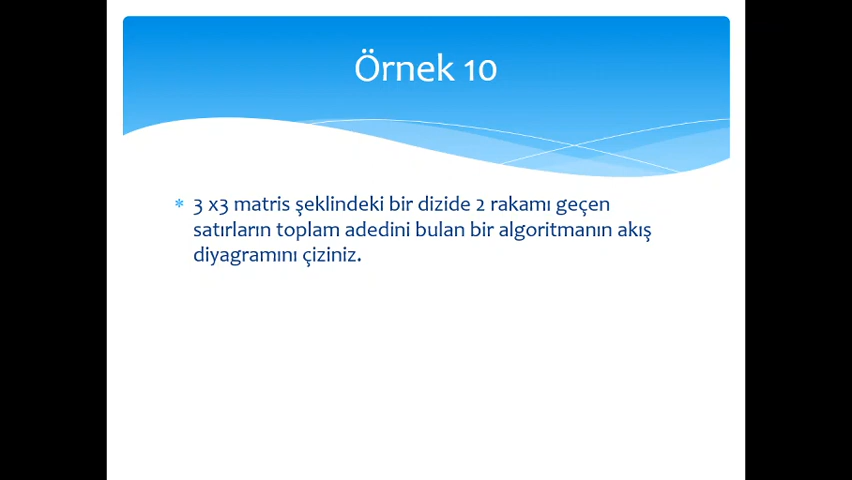 Örnek 10
3 x3 matris şeklindeki bir dizide 2 rakamı geçen
satırların toplam adedini bulan bir algoritmanın akış
diyagramını çiziniz.